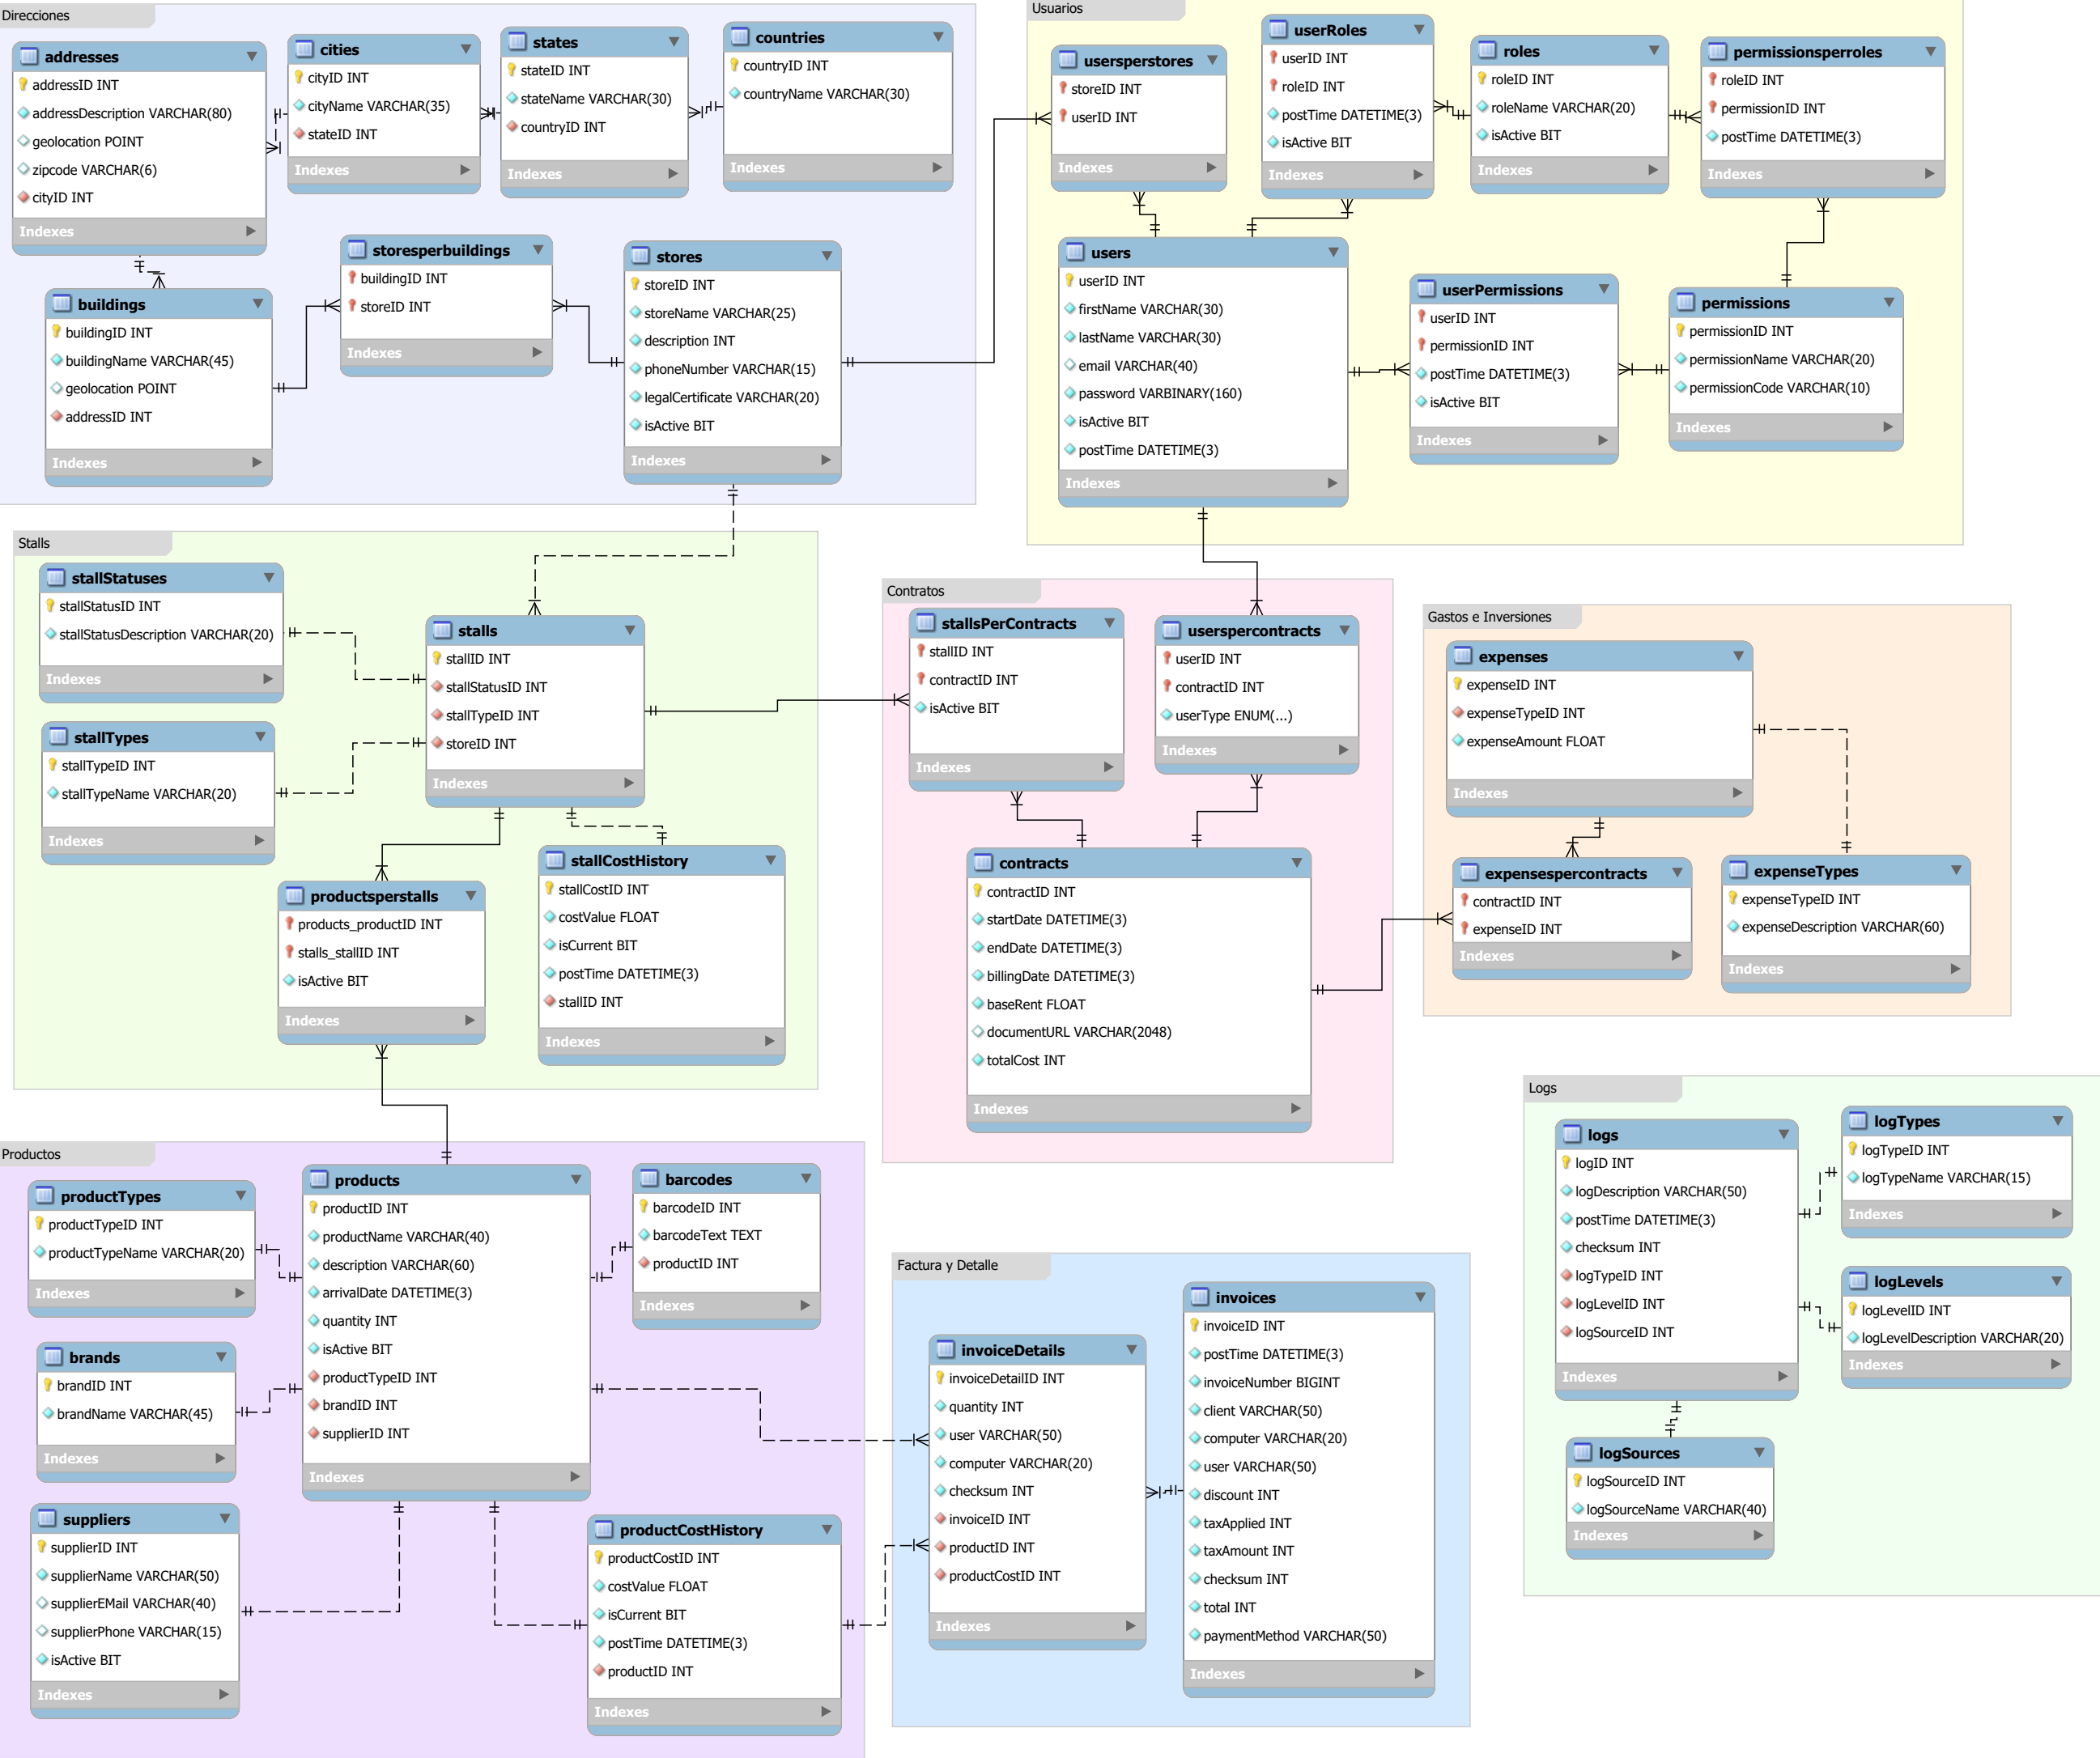 Direcciones
addresses
addressID INT
addressDescription VARCHAR(80)
geolocation POINT
zipcode VARCHAR(6)
cityID INT
Indexes
cities
cityID INT
cityName VARCHAR(35)
stateID INT
Indexes
states
stateID INT
stateName VARCHAR(30)
countryID INT
Indexes
countries
countryID INT
countryName VARCHAR(30)
Indexes
buildings
buildingID INT
buildingName VARCHAR(45)
geolocation POINT
addressID INT
Indexes
storesperbuildings
buildingID INT
storeID INT
Indexes
stores
storeID INT
storeName VARCHAR(25)
description INT
phoneNumber VARCHAR(15)
legalCertificate VARCHAR(20)
isActive BIT
Indexes
Usuarios
usersperstores
storeID INT
userID INT
Indexes
userRoles
userID INT
roleID INT
postTime DATETIME(3)
isActive BIT
Indexes
roles
roleID INT
roleName VARCHAR(20)
isActive BIT
Indexes
permissionsperroles
roleID INT
permissionID INT
postTime DATETIME(3)
Indexes
users
userID INT
firstName VARCHAR(30)
lastName VARCHAR(30)
email VARCHAR(40)
password VARBINARY(160)
isActive BIT
postTime DATETIME(3)
Indexes
userPermissions
userID INT
permissionID INT
postTime DATETIME(3)
isActive BIT
Indexes
permissions
permissionID INT
permissionName VARCHAR(20)
permissionCode VARCHAR(10)
Indexes
Stalls
stallStatuses
stallStatusID INT
stallStatusDescription VARCHAR(20)
Indexes
stallTypes
stallTypeID INT
stallTypeName VARCHAR(20)
Indexes
stalls
stallID INT
stallStatusID INT
stallTypeID INT
storeID INT
Indexes
productsperstalls
products_productID INT
stalls_stallID INT
isActive BIT
Indexes
stallCostHistory
stallCostID INT
costValue FLOAT
isCurrent BIT
postTime DATETIME(3)
stallID INT
Indexes
Contratos
stallsPerContracts
stallID INT
contractID INT
isActive BIT
Indexes
userspercontracts
userID INT
contractID INT
userType ENUM(...)
Indexes
contracts
contractID INT
startDate DATETIME(3)
endDate DATETIME(3)
billingDate DATETIME(3)
baseRent FLOAT
documentURL VARCHAR(2048)
totalCost INT
Indexes
Gastos e Inversiones
expenses
expenseID INT
expenseTypeID INT
expenseAmount FLOAT
Indexes
expensespercontracts
contractID INT
expenseID INT
Indexes
expenseTypes
expenseTypeID INT
expenseDescription VARCHAR(60)
Indexes
Logs
logs
logID INT
logDescription VARCHAR(50)
postTime DATETIME(3)
checksum INT
logTypeID INT
logLevelID INT
logSourceID INT
Indexes
logTypes
logTypeID INT
logTypeName VARCHAR(15)
Indexes
logLevels
logLevelID INT
logLevelDescription VARCHAR(20)
Indexes
logSources
logSourceID INT
logSourceName VARCHAR(40)
Indexes
Productos
productTypes
productTypeID INT
productTypeName VARCHAR(20)
Indexes
brands
brandID INT
brandName VARCHAR(45)
Indexes
suppliers
supplierID INT
supplierName VARCHAR(50)
supplierEMail VARCHAR(40)
supplierPhone VARCHAR(15)
isActive BIT
Indexes
products
productID INT
productName VARCHAR(40)
description VARCHAR(60)
arrivalDate DATETIME(3)
quantity INT
isActive BIT
productTypeID INT
brandID INT
supplierID INT
Indexes
barcodes
barcodeID INT
barcodeText TEXT
productID INT
Indexes
productCostHistory
productCostID INT
costValue FLOAT
isCurrent BIT
postTime DATETIME(3)
productID INT
Indexes
Factura y Detalle
invoiceDetails
invoiceDetailID INT
quantity INT
user VARCHAR(50)
computer VARCHAR(20)
checksum INT
invoiceID INT
productID INT
productCostID INT
Indexes
invoices
invoiceID INT
postTime DATETIME(3)
invoiceNumber BIGINT
client VARCHAR(50)
computer VARCHAR(20)
user VARCHAR(50)
discount INT
taxApplied INT
taxAmount INT
checksum INT
total INT
paymentMethod VARCHAR(50)
Indexes